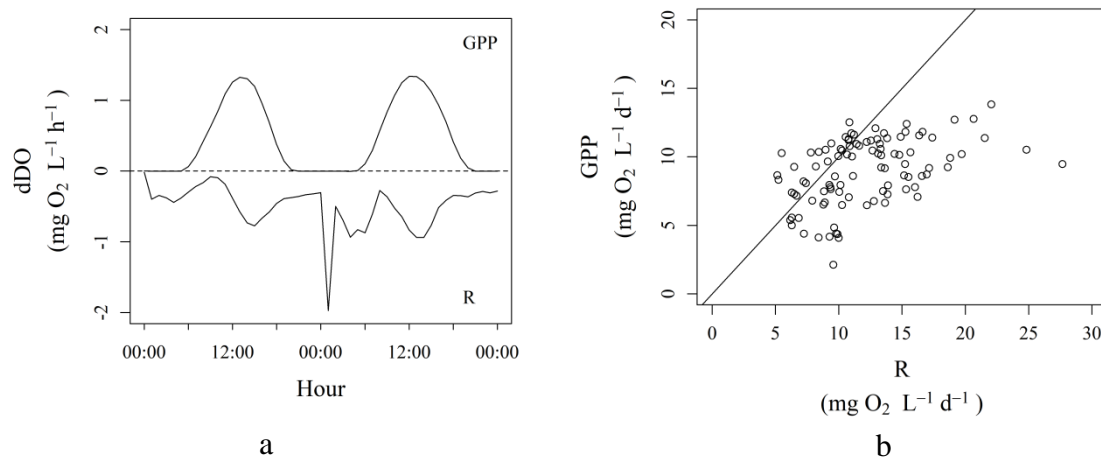 GPP
R
dDO
(mg O₂ L⁻¹ h⁻¹)
2
1
0
-1
-2
00:00 12:00 00:00 12:00 00:00
Hour
a
GPP
(mg O₂ L⁻¹ d⁻¹)
20
15
10
5
0
0 5 10 15 20 25 30
R
(mg O₂ L⁻¹ d⁻¹)
b